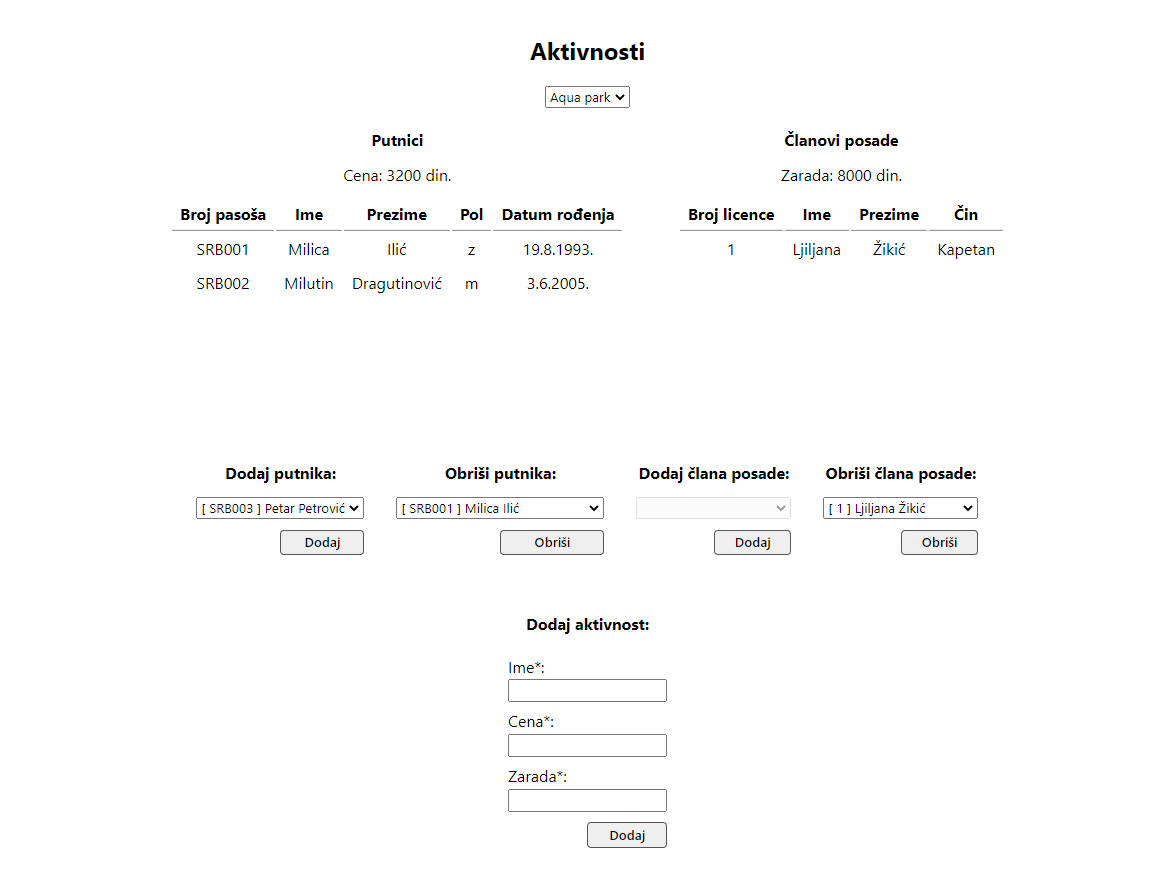 Aktivnosti
Aqua park
Putnici
Cena: 3200 din.
Broj pasoša Ime Prezime Pol Datum rođenja
SRB001 Milica Ilić z 19.8.1993.
SRB002 Milutin Dragutinović m 3.6.2005.
Članovi posade
Zarada: 8000 din.
Broj licence Ime Prezime Čin
1 Ljiljana Žikić Kapetan
Dodaj putnika:
[ SRB003 ] Petar Petrović
Dodaj
Obriši putnika:
[ SRB001 ] Milica Ilić
Obriši
Dodaj člana posade:
Dodaj
Obriši člana posade:
[ 1 ] Ljiljana Žikić
Obriši
Dodaj aktivnost:
Ime*:
Cena*:
Zarada*:
Dodaj